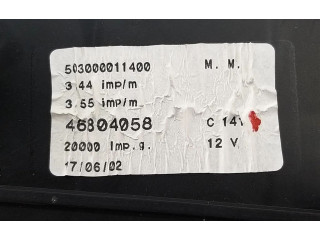 503000011400 M. M.
3.44 imp/m
3.55 imp/m
46804058 C 141
20000 Imp.g. 12 V
17/06/02